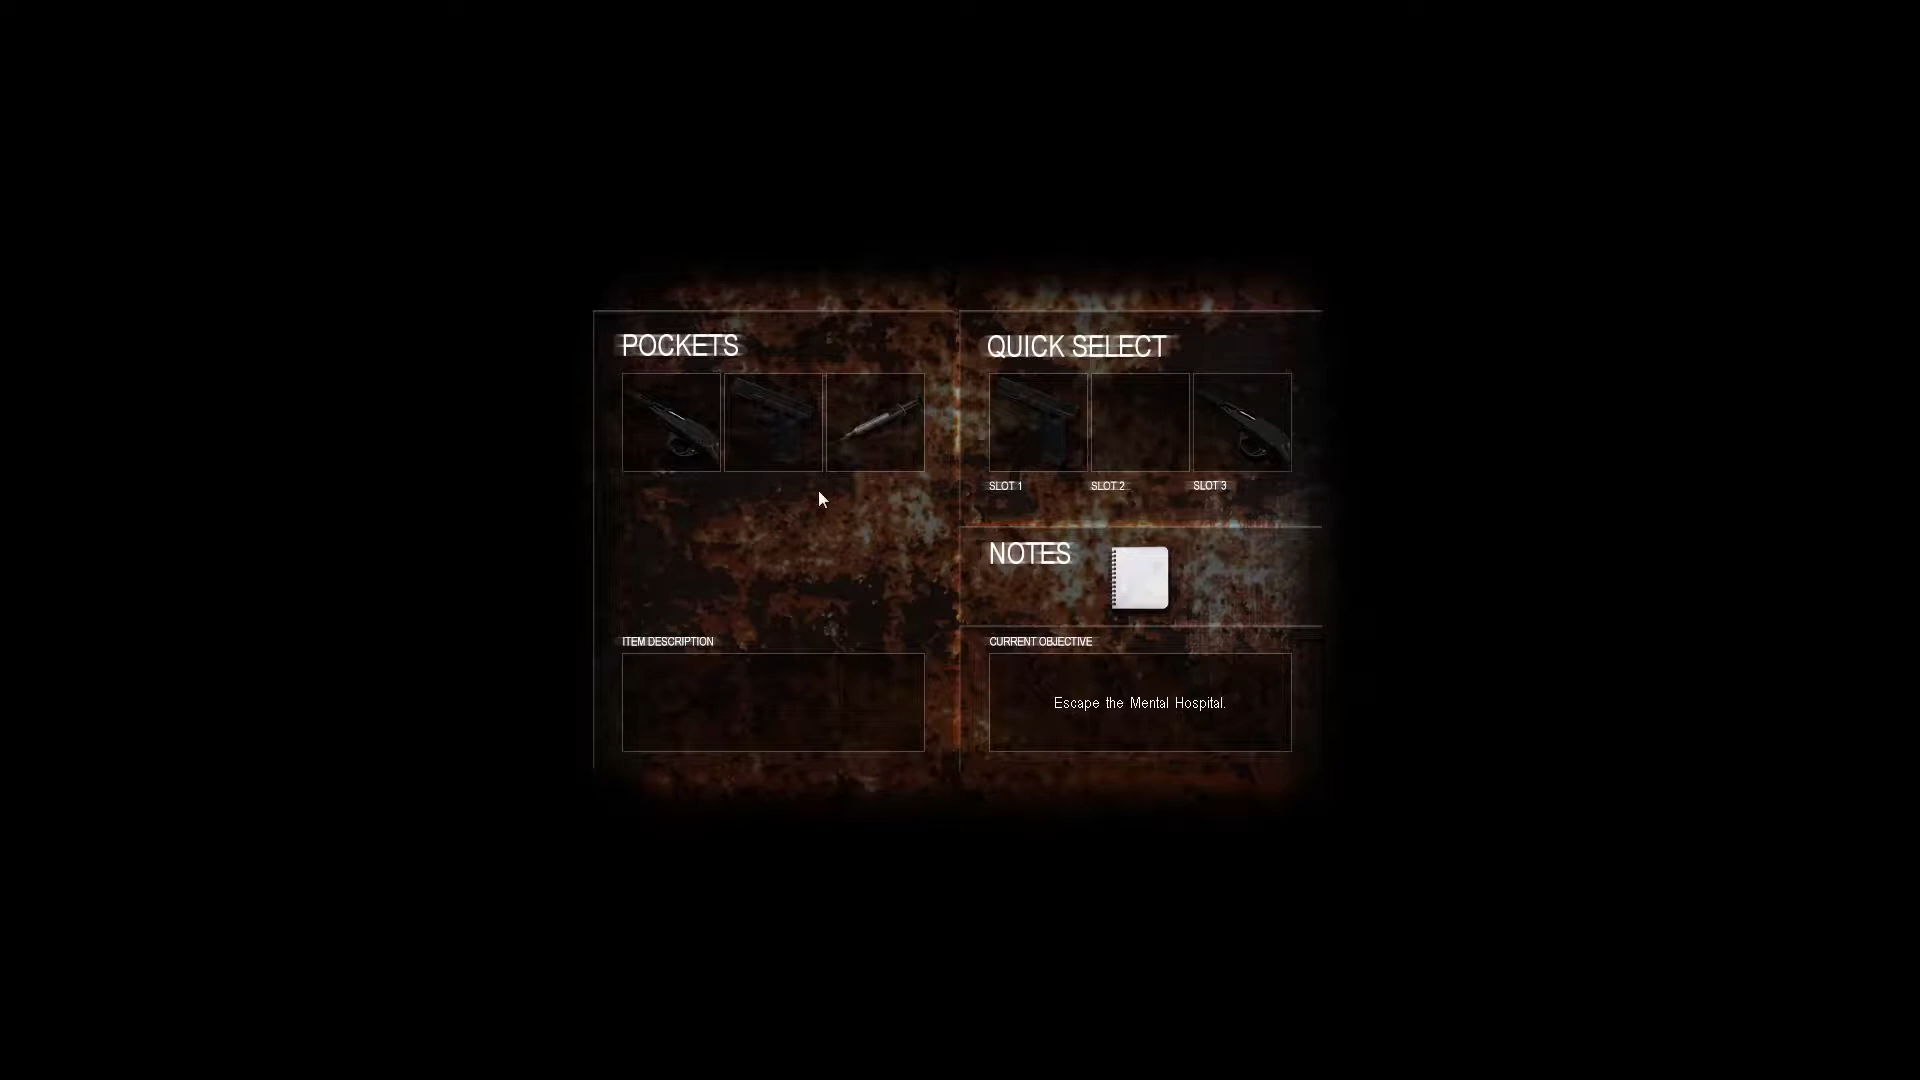 POCKETS
QUICK SELECT
SLOT 1
SLOT 2
SLOT 3
NOTES
ITEM DESCRIPTION
CURRENT OBJECTIVE
Escape the Mental Hospital.